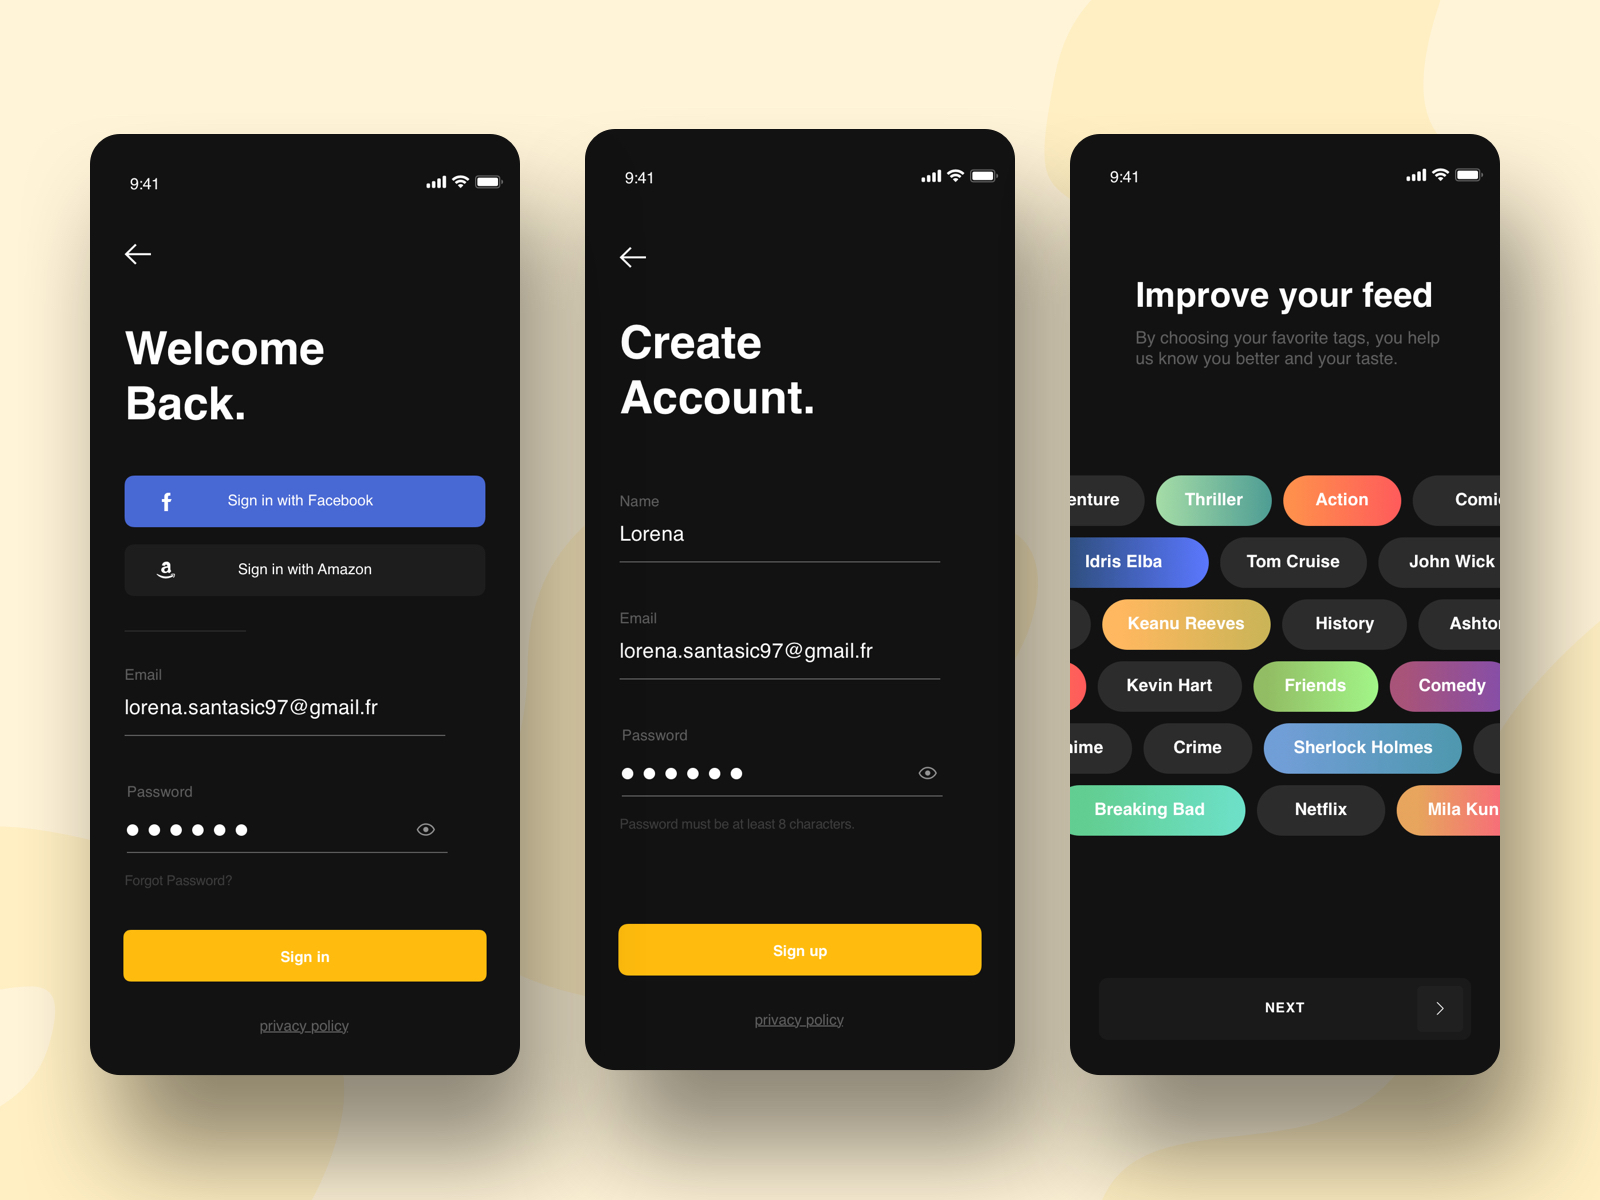 9:41
Welcome
Back.
Sign in with Facebook
Sign in with Amazon
Email
lorena.santasic97@gmail.fr
Password
Forgot Password?
Sign in
privacy policy
9:41
Create
Account.
Name
Lorena
Email
lorena.santasic97@gmail.fr
Password
Password must be at least 8 characters.
Sign up
privacy policy
9:41
Improve your feed
By choosing your favorite tags, you help
us know you better and your taste.
enture Thriller Action Comi
Idris Elba Tom Cruise John Wick
Keanu Reeves History Ashto
Kevin Hart Friends Comedy
ime Crime Sherlock Holmes
Breaking Bad Netflix Mila Kun
NEXT